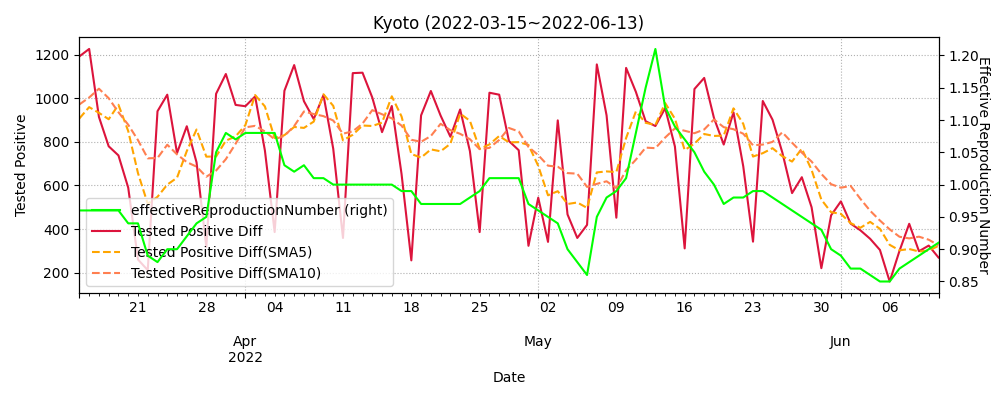 Kyoto (2022-03-15~2022-06-13)
1200
1000
800
600
400
200
Tested Positive
1.20
1.15
1.10
1.05
1.00
0.95
0.90
0.85
Effective Reproduction Number
effectiveReproductionNumber (right)
Tested Positive Diff
Tested Positive Diff(SMA5)
Tested Positive Diff(SMA10)
21 28 04 11 18 25 02 09 16 23 30 06
Apr May Jun
2022
Date